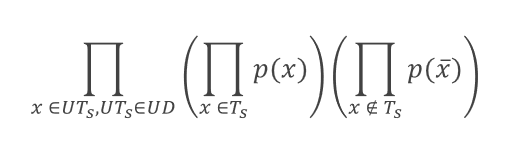 ∏ x ∈UT_S,UT_S∈UD (∏ x ∈T_S p(x)) (∏ x ∉ T_S p(x̄))